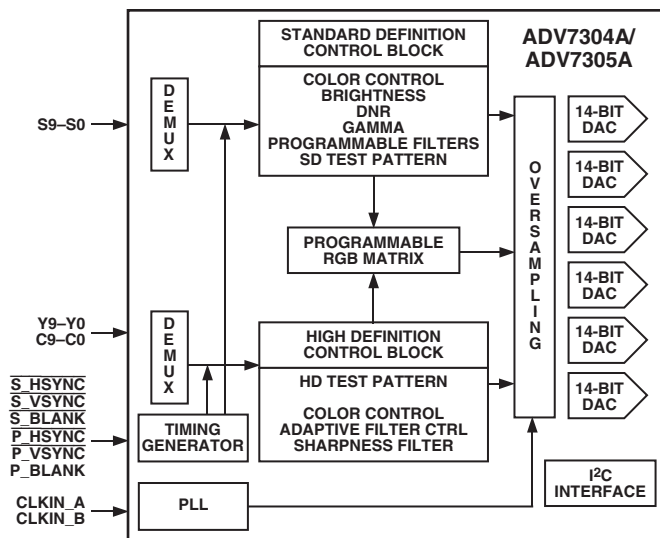 STANDARD DEFINITION
CONTROL BLOCK
ADV7304A/
ADV7305A
S9–S0
DEMUX
COLOR CONTROL
BRIGHTNESS
DNR
GAMMA
PROGRAMMABLE FILTERS
SD TEST PATTERN
PROGRAMMABLE
RGB MATRIX
OVERSAMPLING
14-BIT
DAC
14-BIT
DAC
14-BIT
DAC
14-BIT
DAC
14-BIT
DAC
14-BIT
DAC
Y9–Y0
C9–C0
DEMUX
HIGH DEFINITION
CONTROL BLOCK
HD TEST PATTERN
COLOR CONTROL
ADAPTIVE FILTER CTRL
SHARPNESS FILTER
S_HSYNC
S_VSYNC
S_BLANK
P_HSYNC
P_VSYNC
P_BLANK
TIMING
GENERATOR
CLKIN_A
CLKIN_B
PLL
I²C
INTERFACE